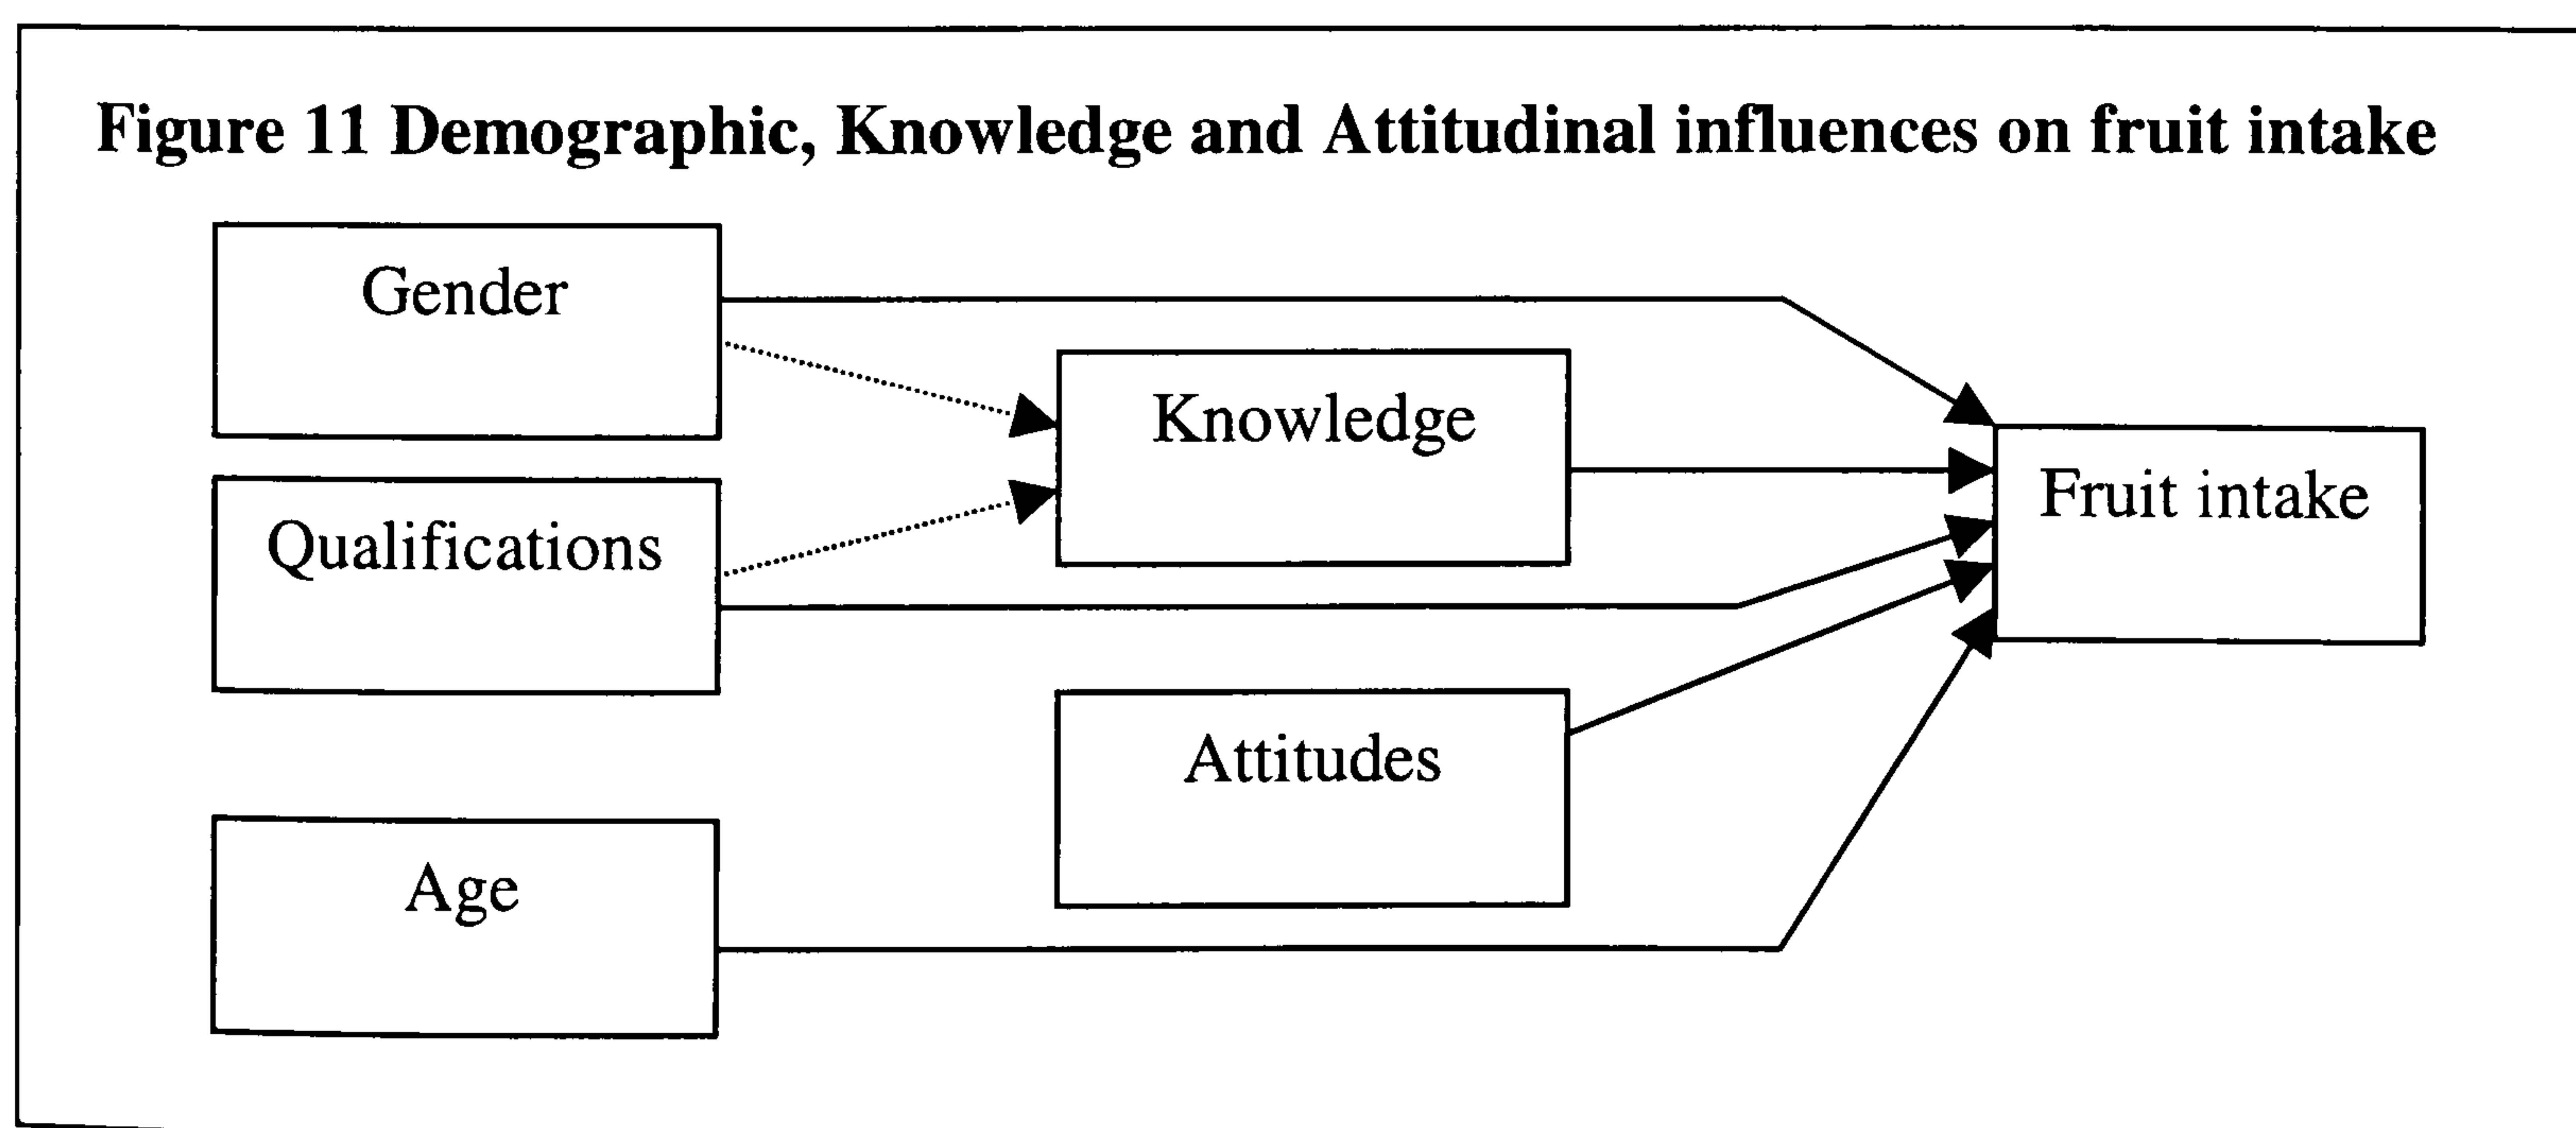 Figure 11 Demographic, Knowledge and Attitudinal influences on fruit intake
Gender
Knowledge
Fruit intake
Qualifications
Attitudes
Age